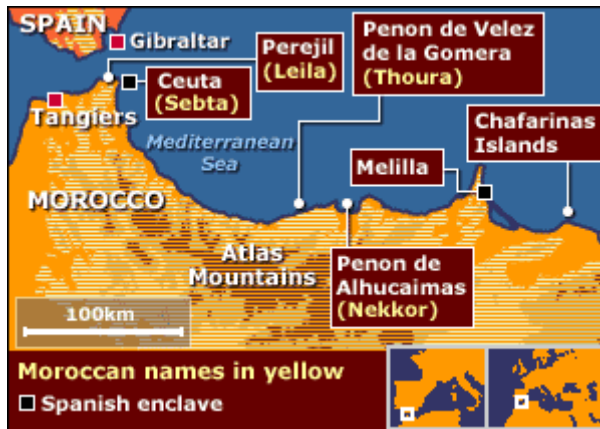 SPAIN
Gibraltar
Perejil
(Leila)
Penon de Velez
de la Gomera
(Thoura)
Ceuta
(Sebta)
Tangiers
Mediterranean
Sea
Chafarinas
Islands
Melilla
MOROCCO
Atlas
Mountains
Penon de
Alhucaimas
(Nekkor)
100km
Moroccan names in yellow
Spanish enclave